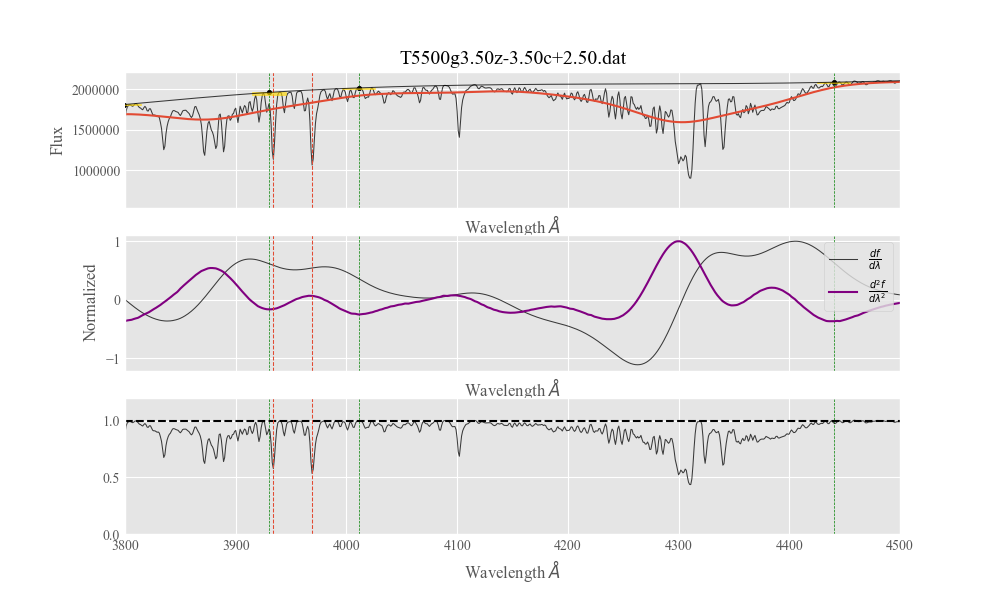 T5500g3.50z-3.50c+2.50.dat
Flux
2000000
1500000
1000000
Wavelength Å
Normalized
1
0
−1
df
dλ
d²f
dλ²
Wavelength Å
1.0
0.5
0.0
3800 3900 4000 4100 4200 4300 4400 4500
Wavelength Å